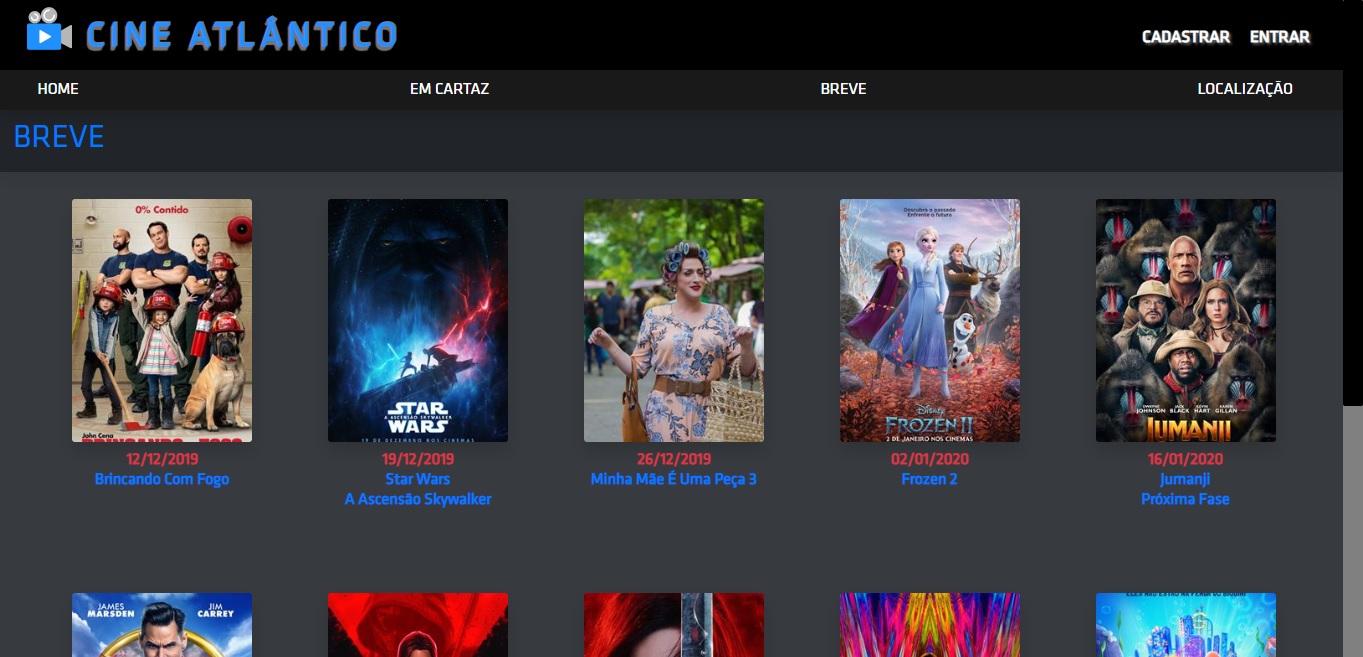 CINE ATLÂNTICO
CADASTRAR ENTRAR
HOME EM CARTAZ BREVE LOCALIZAÇÃO
BREVE
0% Contido
John Cena
BRINCANDO COM FOGO
12/12/2019
Brincando Com Fogo
STAR
A ASCENSÃO SKYWALKER
WARS
19 DE DEZEMBRO NOS CINEMAS
19/12/2019
Star Wars
A Ascensão Skywalker
26/12/2019
Minha Mãe É Uma Peça 3
Descubra o passado
Enfrente o futuro
DISNEY
FROZEN II
2 DE JANEIRO NOS CINEMAS
02/01/2020
Frozen 2
DWAYNE JOHNSON JACK BLACK KEVIN HART KAREN GILLAN
JUMANJI
16/01/2020
Jumanji
Próxima Fase
JAMES MARSDEN JIM CARREY